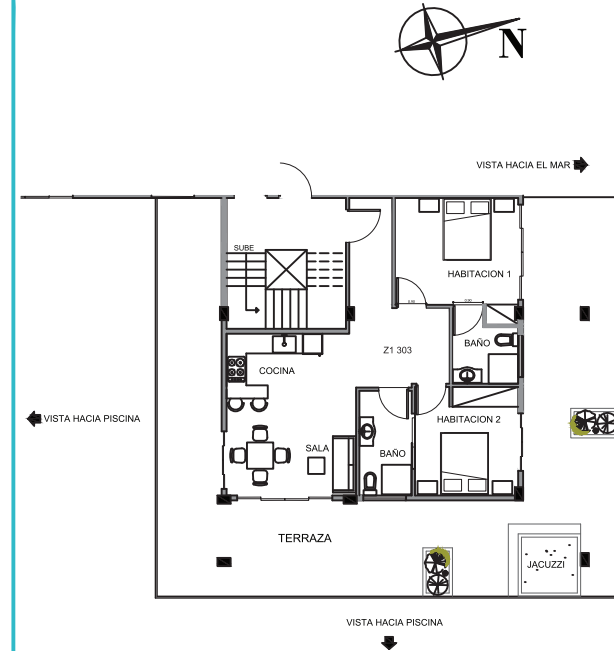 N
VISTA HACIA EL MAR
SUBE
HABITACION 1
BAÑO
Z1 303
COCINA
VISTA HACIA PISCINA
HABITACION 2
SALA
BAÑO
TERRAZA
JACUZZI
VISTA HACIA PISCINA